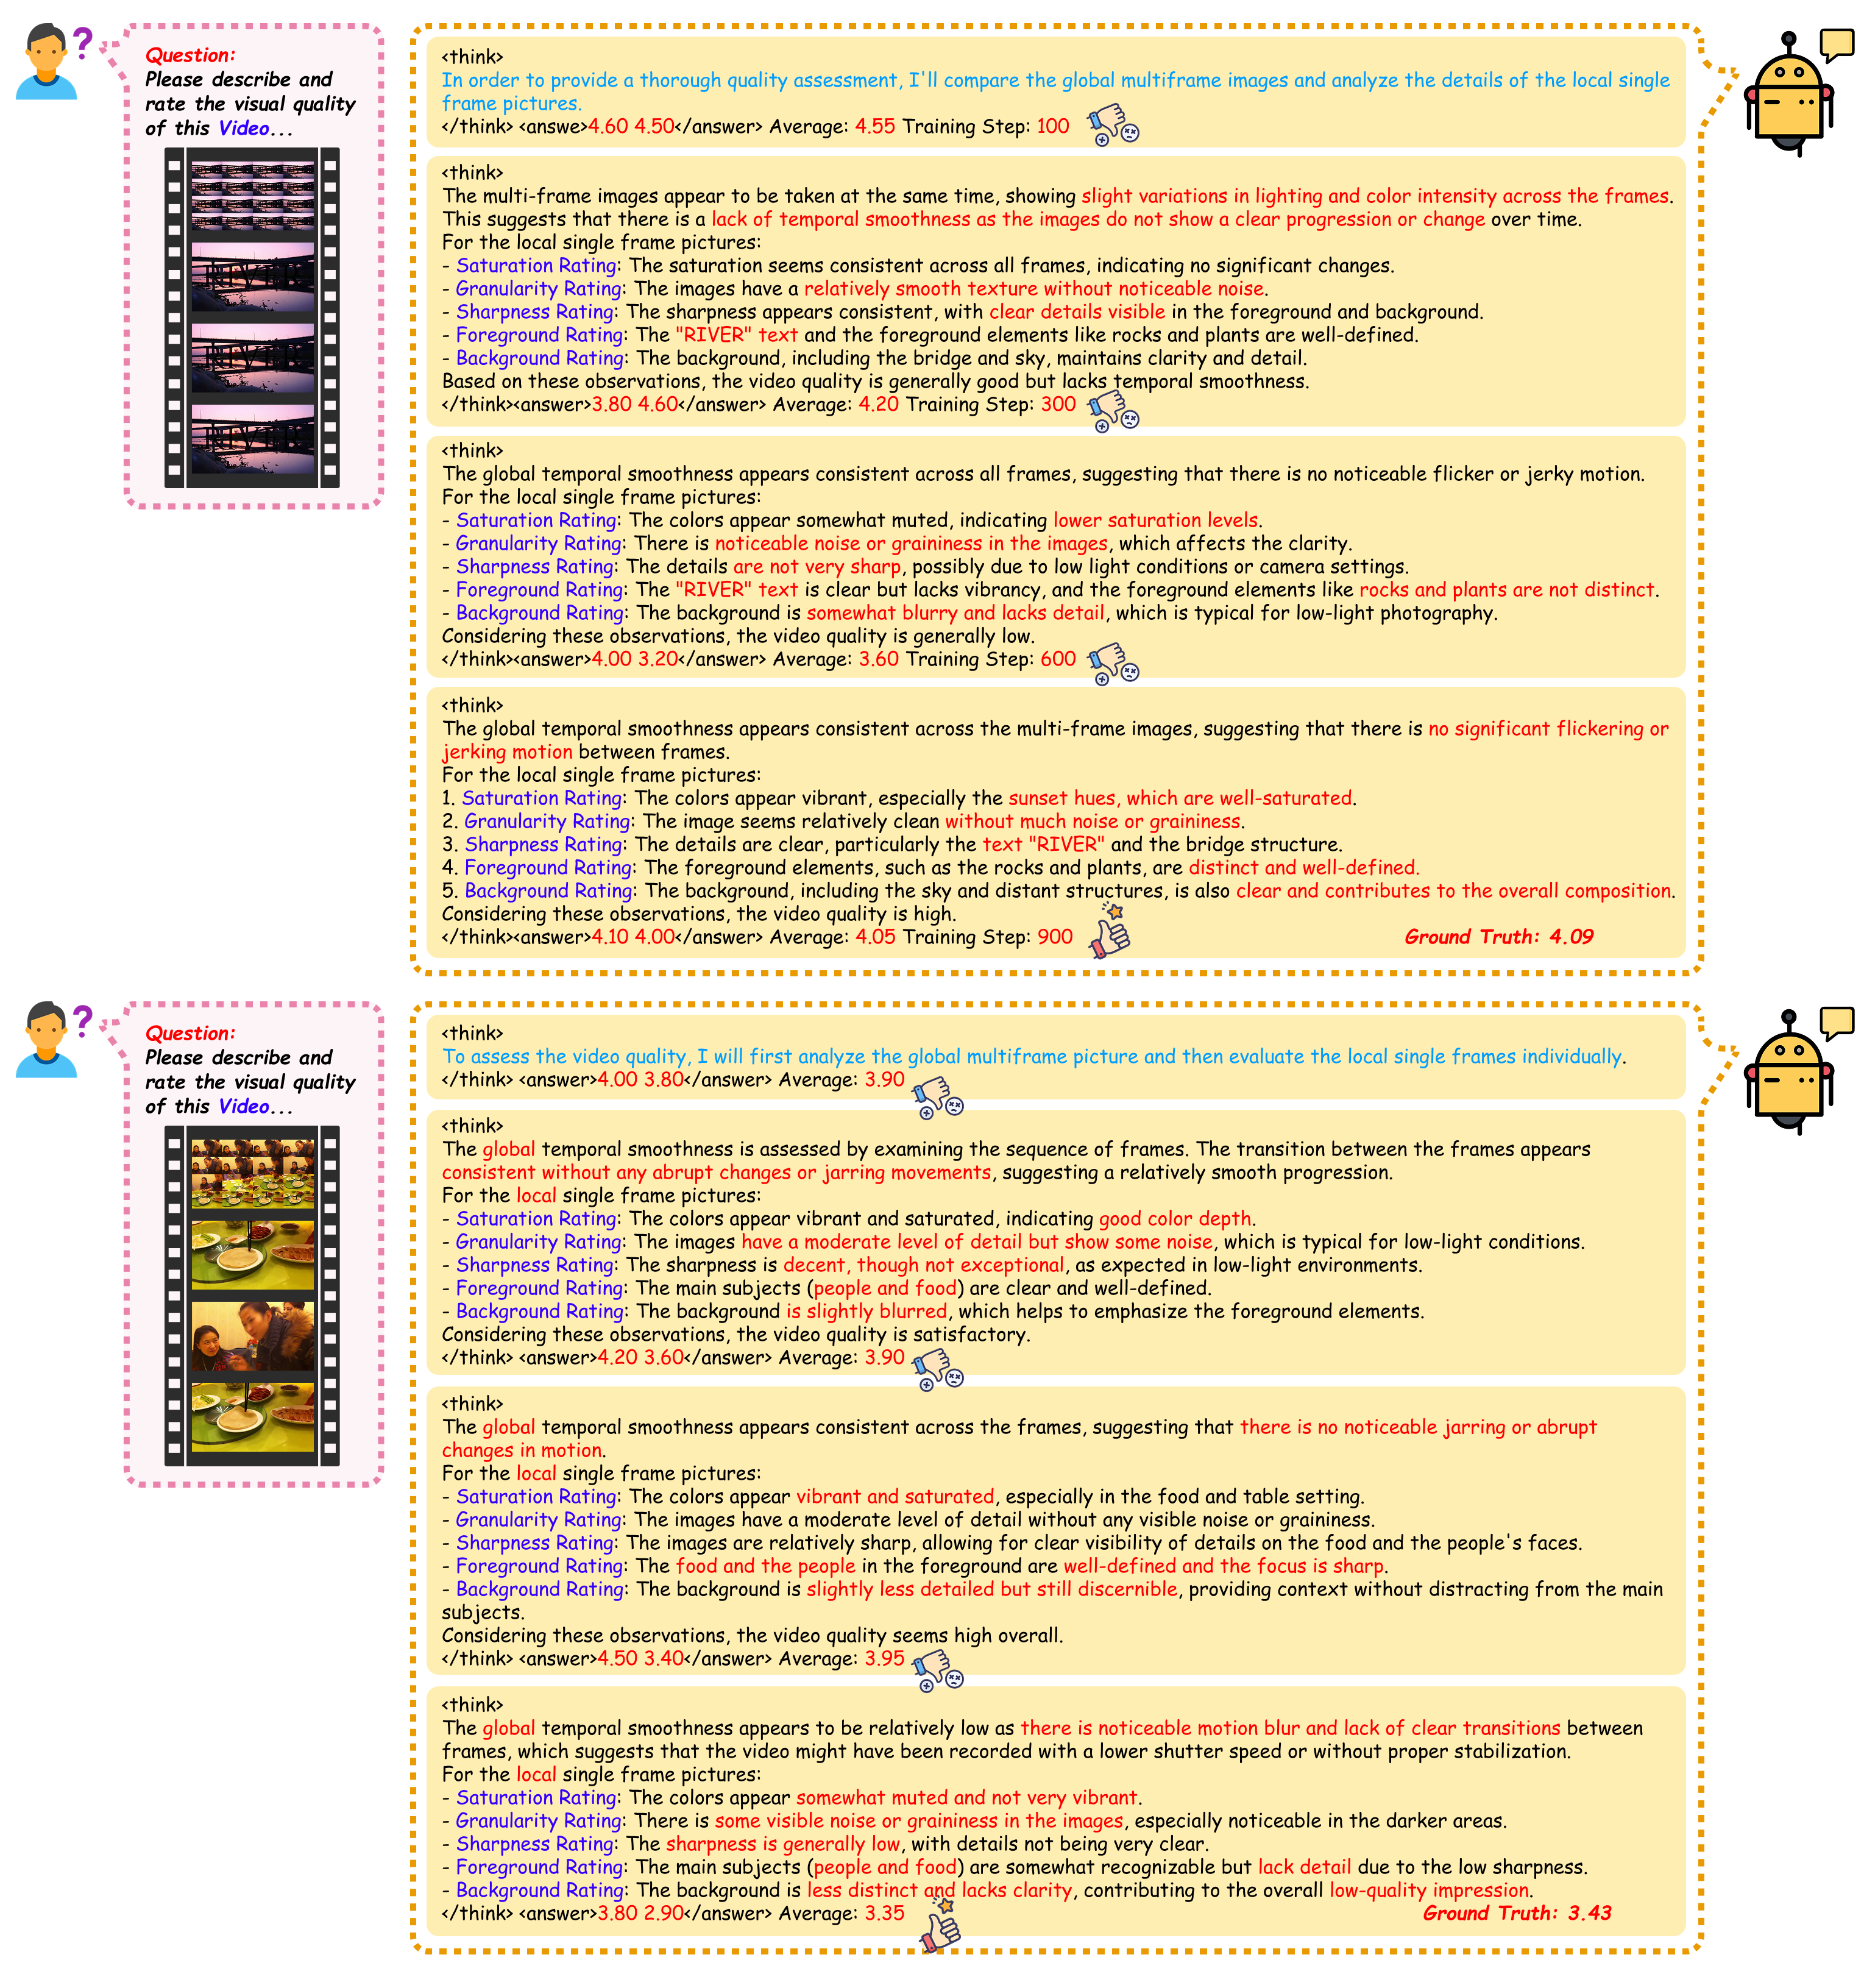 Question:
Please describe and
rate the visual quality
of this Video...
RIVER
RIVER
RIVER
<think>
In order to provide a thorough quality assessment, I'll compare the global multiframe images and analyze the details of the local single
frame pictures.
</think> <answe>4.60 4.50</answer> Average: 4.55 Training Step: 100
<think>
The multi-frame images appear to be taken at the same time, showing slight variations in lighting and color intensity across the frames.
This suggests that there is a lack of temporal smoothness as the images do not show a clear progression or change over time.
For the local single frame pictures:
- Saturation Rating: The saturation seems consistent across all frames, indicating no significant changes.
- Granularity Rating: The images have a relatively smooth texture without noticeable noise.
- Sharpness Rating: The sharpness appears consistent, with clear details visible in the foreground and background.
- Foreground Rating: The "RIVER" text and the foreground elements like rocks and plants are well-defined.
- Background Rating: The background, including the bridge and sky, maintains clarity and detail.
Based on these observations, the video quality is generally good but lacks temporal smoothness.
</think><answer>3.80 4.60</answer> Average: 4.20 Training Step: 300
<think>
The global temporal smoothness appears consistent across all frames, suggesting that there is no noticeable flicker or jerky motion.
For the local single frame pictures:
- Saturation Rating: The colors appear somewhat muted, indicating lower saturation levels.
- Granularity Rating: There is noticeable noise or graininess in the images, which affects the clarity.
- Sharpness Rating: The details are not very sharp, possibly due to low light conditions or camera settings.
- Foreground Rating: The "RIVER" text is clear but lacks vibrancy, and the foreground elements like rocks and plants are not distinct.
- Background Rating: The background is somewhat blurry and lacks detail, which is typical for low-light photography.
Considering these observations, the video quality is generally low.
</think><answer>4.00 3.20</answer> Average: 3.60 Training Step: 600
<think>
The global temporal smoothness appears consistent across the multi-frame images, suggesting that there is no significant flickering or
jerking motion between frames.
For the local single frame pictures:
1. Saturation Rating: The colors appear vibrant, especially the sunset hues, which are well-saturated.
2. Granularity Rating: The image seems relatively clean without much noise or graininess.
3. Sharpness Rating: The details are clear, particularly the text "RIVER" and the bridge structure.
4. Foreground Rating: The foreground elements, such as the rocks and plants, are distinct and well-defined.
5. Background Rating: The background, including the sky and distant structures, is also clear and contributes to the overall composition.
Considering these observations, the video quality is high.
</think><answer>4.10 4.00</answer> Average: 4.05 Training Step: 900
Ground Truth: 4.09
Question:
Please describe and
rate the visual quality
of this Video...
<think>
To assess the video quality, I will first analyze the global multiframe picture and then evaluate the local single frames individually.
</think> <answer>4.00 3.80</answer> Average: 3.90
<think>
The global temporal smoothness is assessed by examining the sequence of frames. The transition between the frames appears
consistent without any abrupt changes or jarring movements, suggesting a relatively smooth progression.
For the local single frame pictures:
- Saturation Rating: The colors appear vibrant and saturated, indicating good color depth.
- Granularity Rating: The images have a moderate level of detail but show some noise, which is typical for low-light conditions.
- Sharpness Rating: The sharpness is decent, though not exceptional, as expected in low-light environments.
- Foreground Rating: The main subjects (people and food) are clear and well-defined.
- Background Rating: The background is slightly blurred, which helps to emphasize the foreground elements.
Considering these observations, the video quality is satisfactory.
</think> <answer>4.20 3.60</answer> Average: 3.90
<think>
The global temporal smoothness appears consistent across the frames, suggesting that there is no noticeable jarring or abrupt
changes in motion.
For the local single frame pictures:
- Saturation Rating: The colors appear vibrant and saturated, especially in the food and table setting.
- Granularity Rating: The images have a moderate level of detail without any visible noise or graininess.
- Sharpness Rating: The images are relatively sharp, allowing for clear visibility of details on the food and the people's faces.
- Foreground Rating: The food and the people in the foreground are well-defined and the focus is sharp.
- Background Rating: The background is slightly less detailed but still discernible, providing context without distracting from the main
subjects.
Considering these observations, the video quality seems high overall.
</think> <answer>4.50 3.40</answer> Average: 3.95
<think>
The global temporal smoothness appears to be relatively low as there is noticeable motion blur and lack of clear transitions between
frames, which suggests that the video might have been recorded with a lower shutter speed or without proper stabilization.
For the local single frame pictures:
- Saturation Rating: The colors appear somewhat muted and not very vibrant.
- Granularity Rating: There is some visible noise or graininess in the images, especially noticeable in the darker areas.
- Sharpness Rating: The sharpness is generally low, with details not being very clear.
- Foreground Rating: The main subjects (people and food) are somewhat recognizable but lack detail due to the low sharpness.
- Background Rating: The background is less distinct and lacks clarity, contributing to the overall low-quality impression.
</think> <answer>3.80 2.90</answer> Average: 3.35
Ground Truth: 3.43